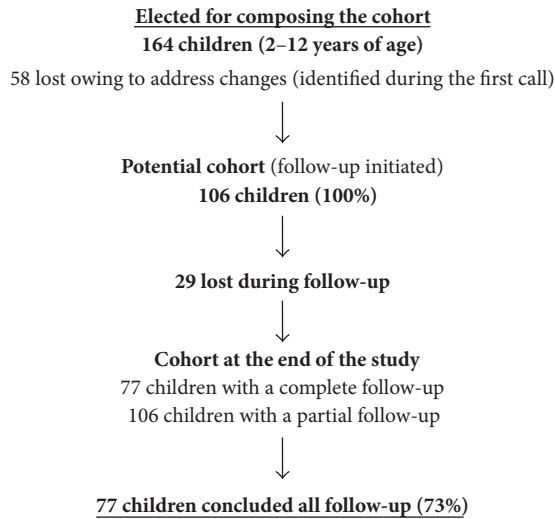 Elected for composing the cohort
164 children (2–12 years of age)
58 lost owing to address changes (identified during the first call)
Potential cohort (follow-up initiated)
106 children (100%)
29 lost during follow-up
Cohort at the end of the study
77 children with a complete follow-up
106 children with a partial follow-up
77 children concluded all follow-up (73%)